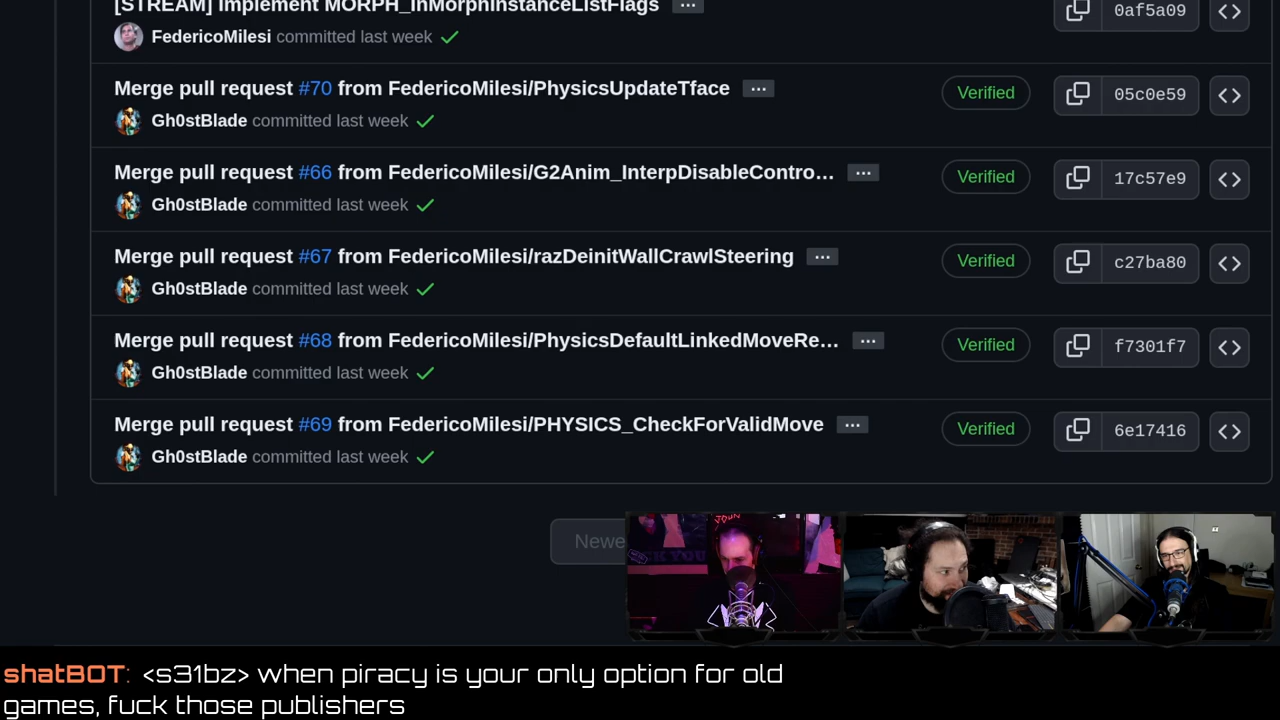 [STREAM] Implement MORPH_InMorphInstanceListFlags ...
0af5a09
FedericoMilesi committed last week
Merge pull request #70 from FedericoMilesi/PhysicsUpdateTface ...
Verified
05c0e59
Gh0stBlade committed last week
Merge pull request #66 from FedericoMilesi/G2Anim_InterpDisableContro... ...
Verified
17c57e9
Gh0stBlade committed last week
Merge pull request #67 from FedericoMilesi/razDeinitWallCrawlSteering ...
Verified
c27ba80
Gh0stBlade committed last week
Merge pull request #68 from FedericoMilesi/PhysicsDefaultLinkedMoveRe... ...
Verified
f7301f7
Gh0stBlade committed last week
Merge pull request #69 from FedericoMilesi/PHYSICS_CheckForValidMove ...
Verified
6e17416
Gh0stBlade committed last week
Newe
shatBOT: <s31bz> when piracy is your only option for old
games, fuck those publishers